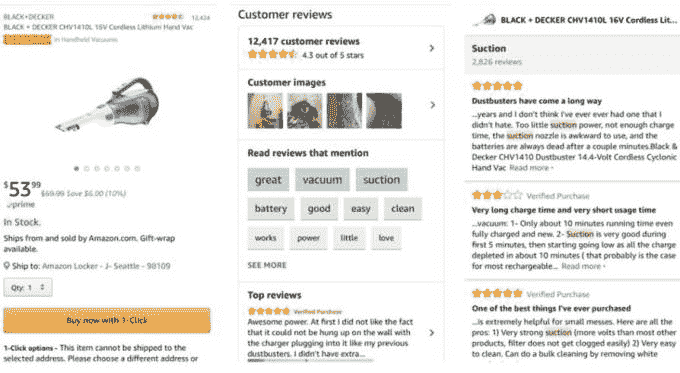 BLACK+DECKER
12,424
BLACK + DECKER CHV1410L 16V Cordless Lithium Hand Vac
in Handheld Vacuums
$53 99
$59.99 Save $6.00 (10%)
prime
In Stock.
Ships from and sold by Amazon.com. Gift-wrap
available.
Ship to: Amazon Locker - J- Seattle - 98109
Qty: 1
Buy now with 1-Click
1-Click options - This item cannot be shipped to the
selected address. Please choose a different address or
Customer reviews
12,417 customer reviews
4.3 out of 5 stars
Customer images
Read reviews that mention
great
vacuum
suction
battery
good
easy
clean
works
power
little
love
SEE MORE
Top reviews
Verified Purchase
Awesome power. At first I did not like the fact
that it could not be hung up on the wall with
the charger plugging into it like my previous
dustbusters. I didn't have extra...
BLACK + DECKER CHV1410L 16V Cordless Lit...
Suction
2,826 reviews
Dustbusters have come a long way
...years and I don't think I've ever ever had one that I
didn't hate. Too little suction power, not enough charge
time, the suction nozzle is awkward to use, and the
batteries are always dead after a couple minutes.Black &
Decker CHV1410 Dustbuster 14.4-Volt Cordless Cyclonic
Hand Vac Read more
Verified Purchase
Very long charge time and very short usage time
...vacuum: 1- Only about 10 minutes running time even
fully charged and new. 2- Suction is very good during
first 5 minutes, then starting going low as all the charge
depleted in about 10 minutes ( that probably is the case
for most rechargeable... Read more
Verified Purchase
One of the best things I've ever purchased
...is extremely helpful for small messes. Here are all the
pros: 1) Very strong suction (more volts than most other
products, filter does not get clogged easily) 2) Very easy
to clean. Can do a bulk cleaning by removing white